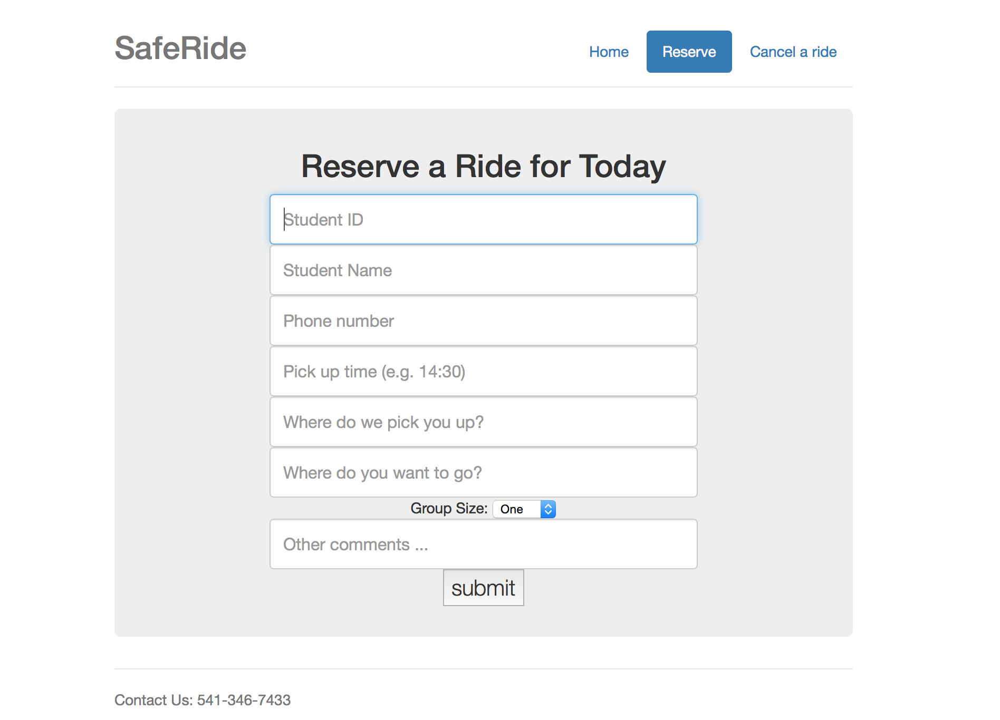 SafeRide
Home Reserve Cancel a ride
Reserve a Ride for Today
Student ID
Student Name
Phone number
Pick up time (e.g. 14:30)
Where do we pick you up?
Where do you want to go?
Group Size: One
Other comments ...
submit
Contact Us: 541-346-7433